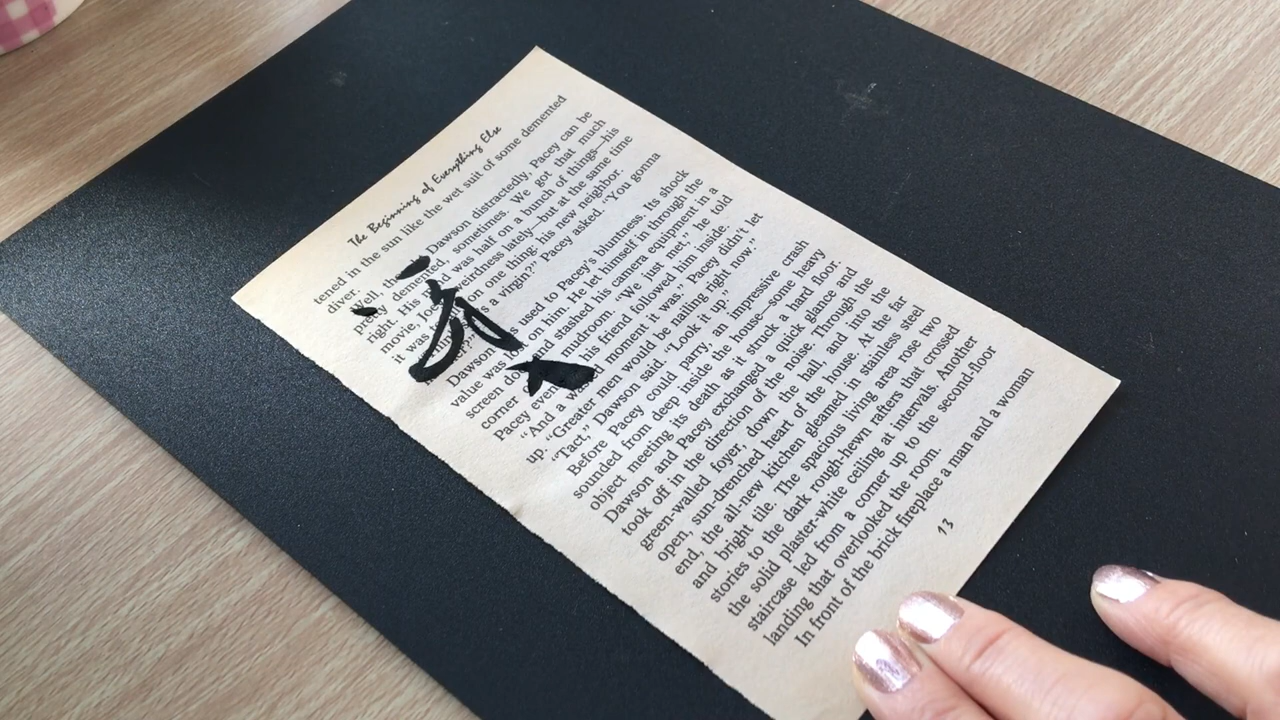 The Beginning of Everything Else
tened in the sun like the wet suit of some demented
diver.
Dawson distractedly, Pacey can be
pretty demented, sometimes. We got that much
right. His was half on a bunch of things—his
movie, weirdness lately—but at the same time
it was on one thing: his new neighbor.
a virgin?" Pacey asked. "You gonna
Dawson used to Pacey's bluntness. Its shock
value was lost on him. He let himself in through the
screen door and stashed his camera equipment in a
corner mudroom. "We just met," he told
Pacey even his friend followed him inside.
"And a moment it was." Pacey didn't let
up. "Greater men would be nailing right now."
"Tact," Dawson said. "Look it up."
Before Pacey could parry, an impressive crash
sounded from deep inside the house—some heavy
object meeting its death as it struck a hard floor.
Dawson and Pacey exchanged a quick glance and
took off in the direction of the noise. Through the
green-walled foyer, down the hall, and into the
open, sun-drenched heart of the house. At the far
end, the all-new kitchen gleamed in stainless steel
and bright tile. The spacious living area rose two
stories to the dark rough-hewn rafters that crossed
the solid plaster-white ceiling at intervals. Another
staircase led from a corner up to the second-floor
landing that overlooked the room.
In front of the brick fireplace a man and a woman
13